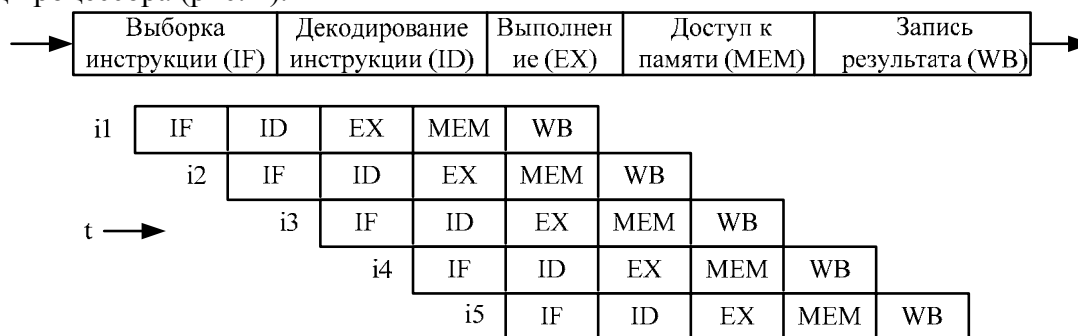 Выборка Декодирование Выполнен Доступ к Запись
инструкции (IF) инструкции (ID) ие (EX) памяти (MEM) результата (WB)
i1 IF ID EX MEM WB
i2 IF ID EX MEM WB
t i3 IF ID EX MEM WB
i4 IF ID EX MEM WB
i5 IF ID EX MEM WB